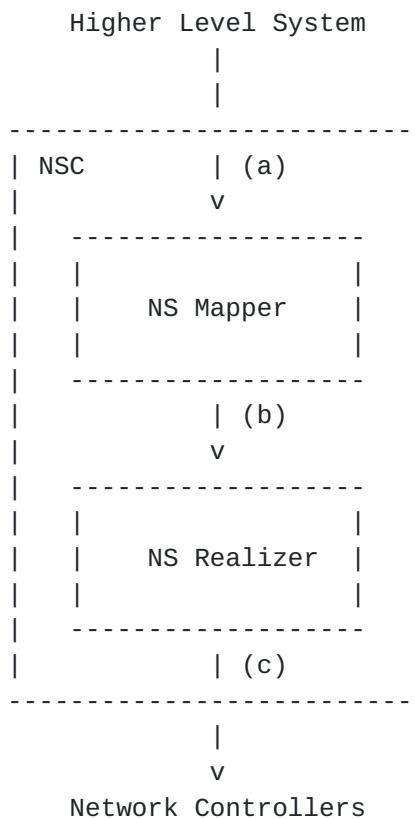 Higher Level System
NSC (a)
v
NS Mapper
(b)
v
NS Realizer
(c)
v
Network Controllers